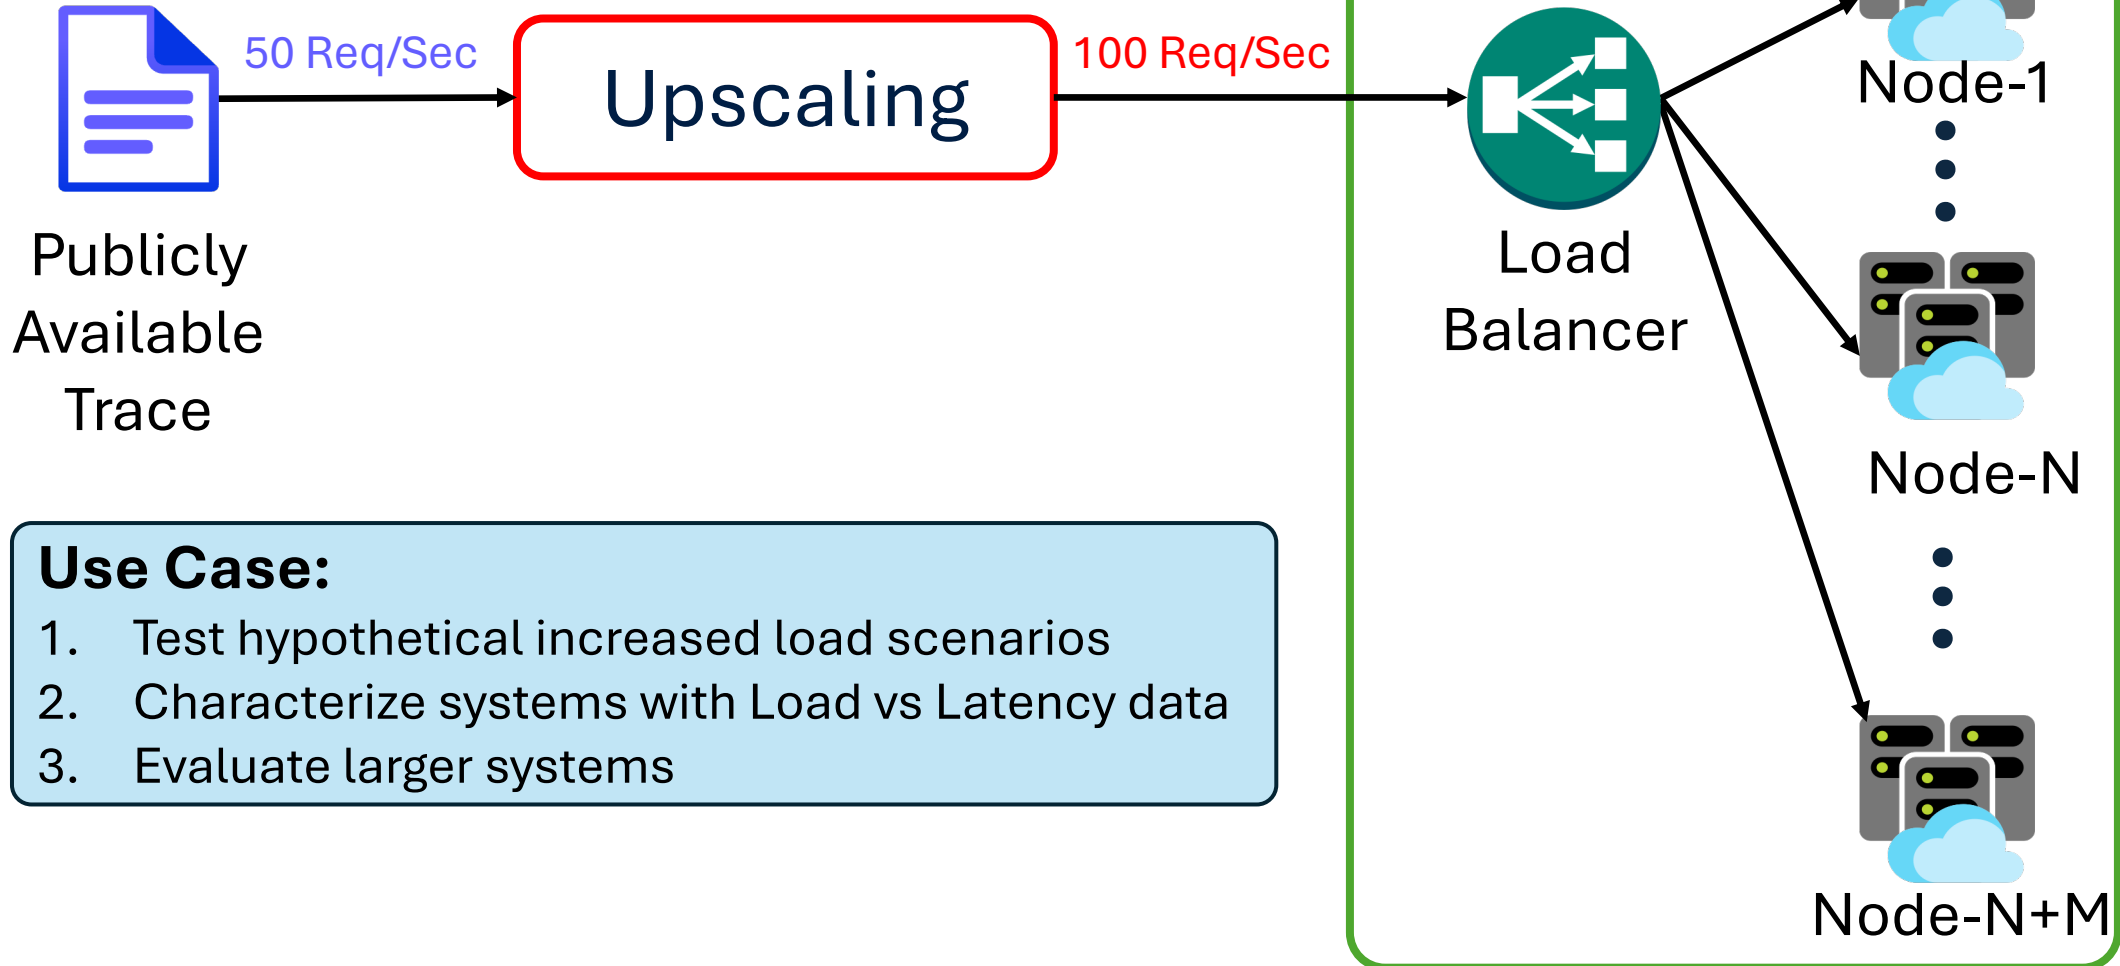 50 Req/Sec
Upscaling
100 Req/Sec
Node-1
Publicly
Available
Trace
Load
Balancer
Node-N
Use Case:
1. Test hypothetical increased load scenarios
2. Characterize systems with Load vs Latency data
3. Evaluate larger systems
Node-N+M